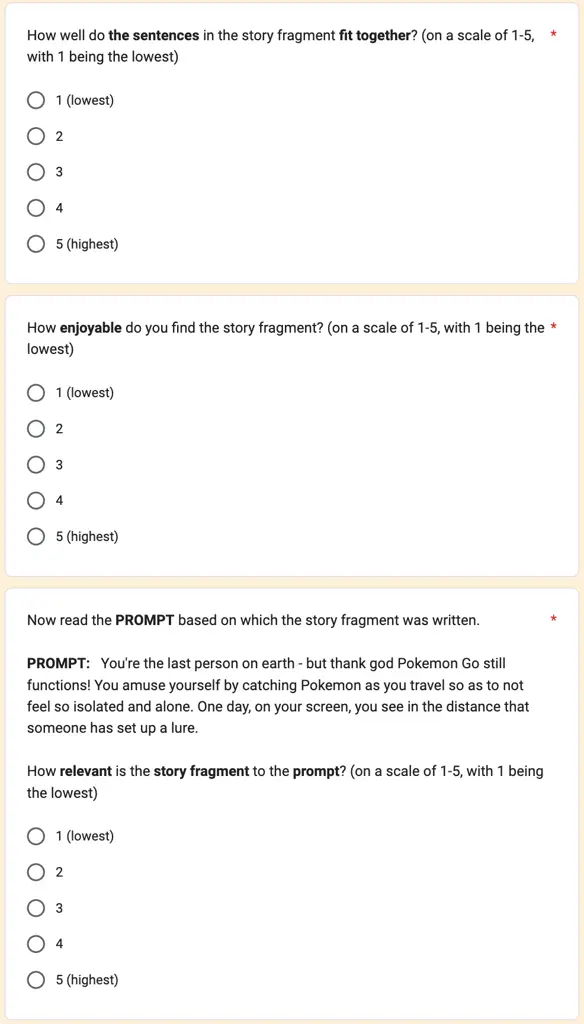 How well do the sentences in the story fragment fit together? (on a scale of 1-5, *
with 1 being the lowest)
1 (lowest)
2
3
4
5 (highest)
How enjoyable do you find the story fragment? (on a scale of 1-5, with 1 being the *
lowest)
1 (lowest)
2
3
4
5 (highest)
Now read the PROMPT based on which the story fragment was written. *
PROMPT: You're the last person on earth - but thank god Pokemon Go still
functions! You amuse yourself by catching Pokemon as you travel so as to not
feel so isolated and alone. One day, on your screen, you see in the distance that
someone has set up a lure.
How relevant is the story fragment to the prompt? (on a scale of 1-5, with 1 being
the lowest)
1 (lowest)
2
3
4
5 (highest)